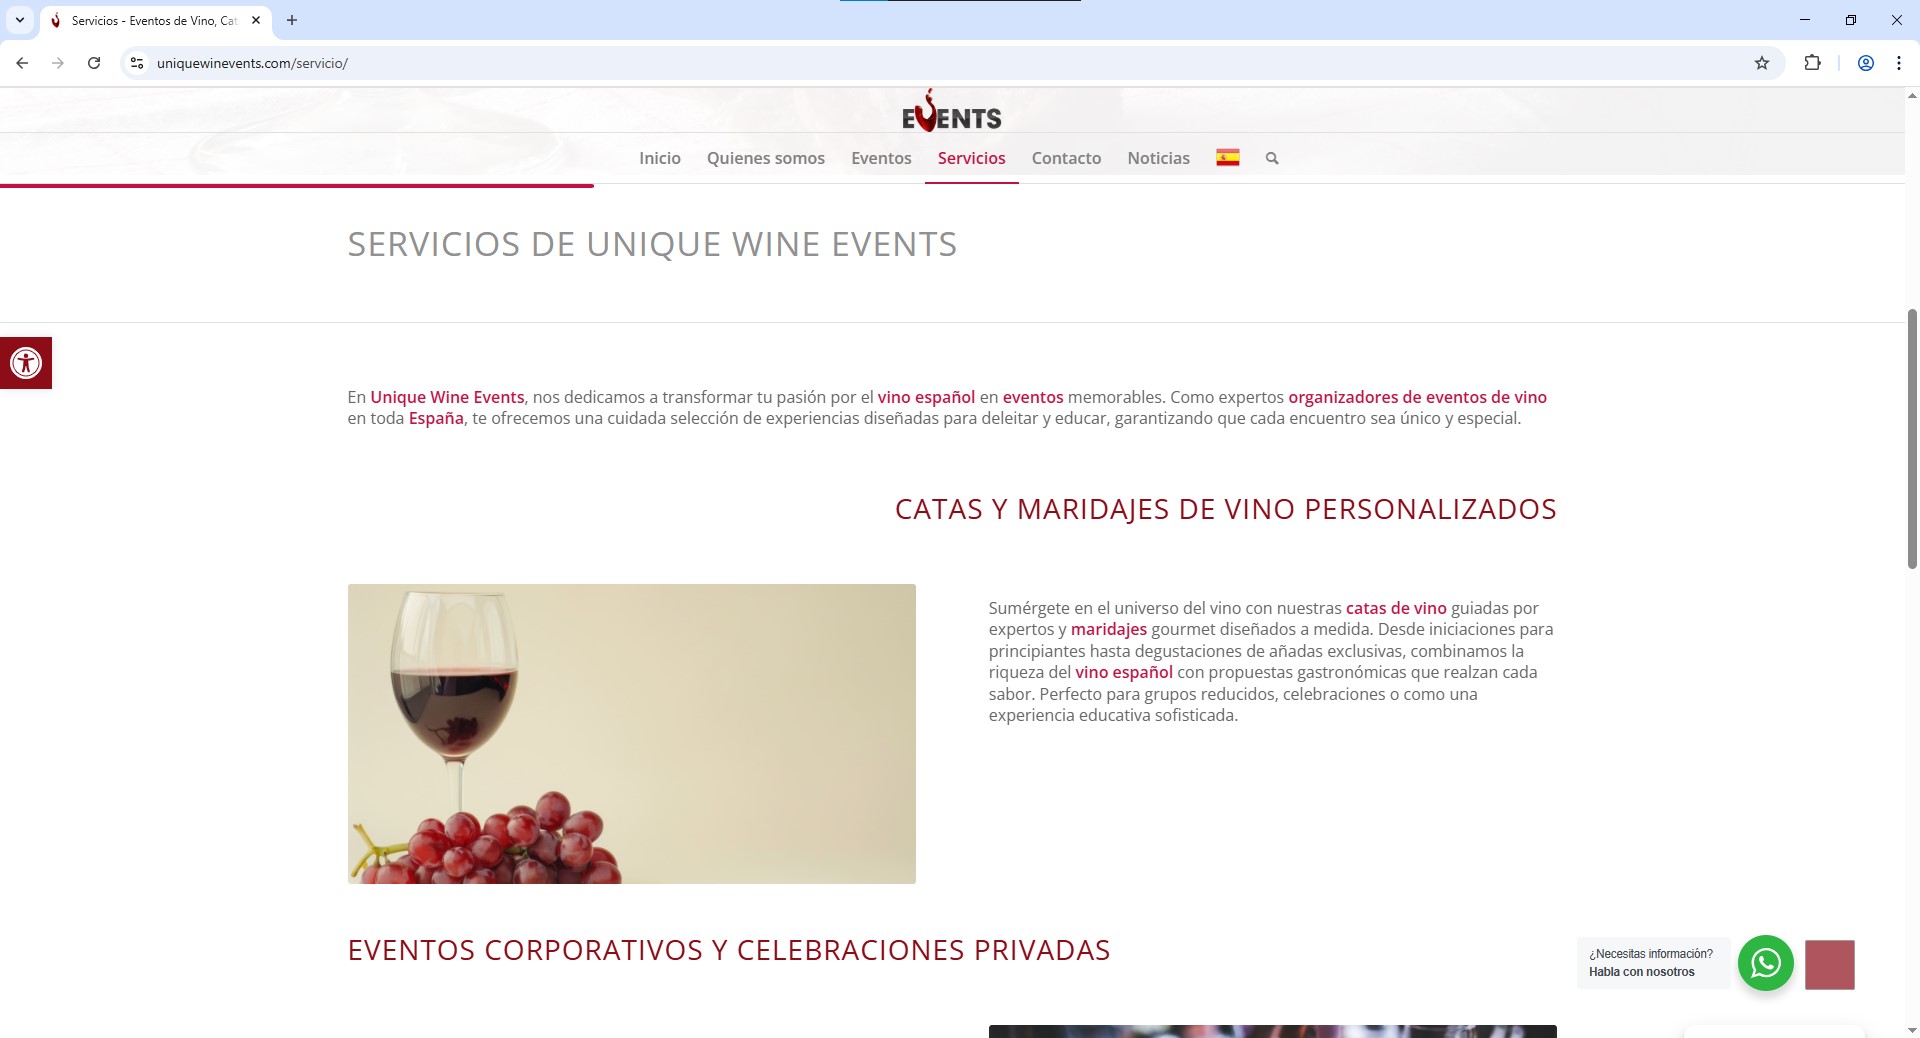 Servicios - Eventos de Vino, Cat
uniquewinevents.com/servicio/
EVENTS
Inicio Quienes somos Eventos Servicios Contacto Noticias
SERVICIOS DE UNIQUE WINE EVENTS
En Unique Wine Events, nos dedicamos a transformar tu pasión por el vino español en eventos memorables. Como expertos organizadores de eventos de vino
en toda España, te ofrecemos una cuidada selección de experiencias diseñadas para deleitar y educar, garantizando que cada encuentro sea único y especial.
CATAS Y MARIDAJES DE VINO PERSONALIZADOS
Sumérgete en el universo del vino con nuestras catas de vino guiadas por
expertos y maridajes gourmet diseñados a medida. Desde iniciaciones para
principiantes hasta degustaciones de añadas exclusivas, combinamos la
riqueza del vino español con propuestas gastronómicas que realzan cada
sabor. Perfecto para grupos reducidos, celebraciones o como una
experiencia educativa sofisticada.
EVENTOS CORPORATIVOS Y CELEBRACIONES PRIVADAS
¿Necesitas información?
Habla con nosotros